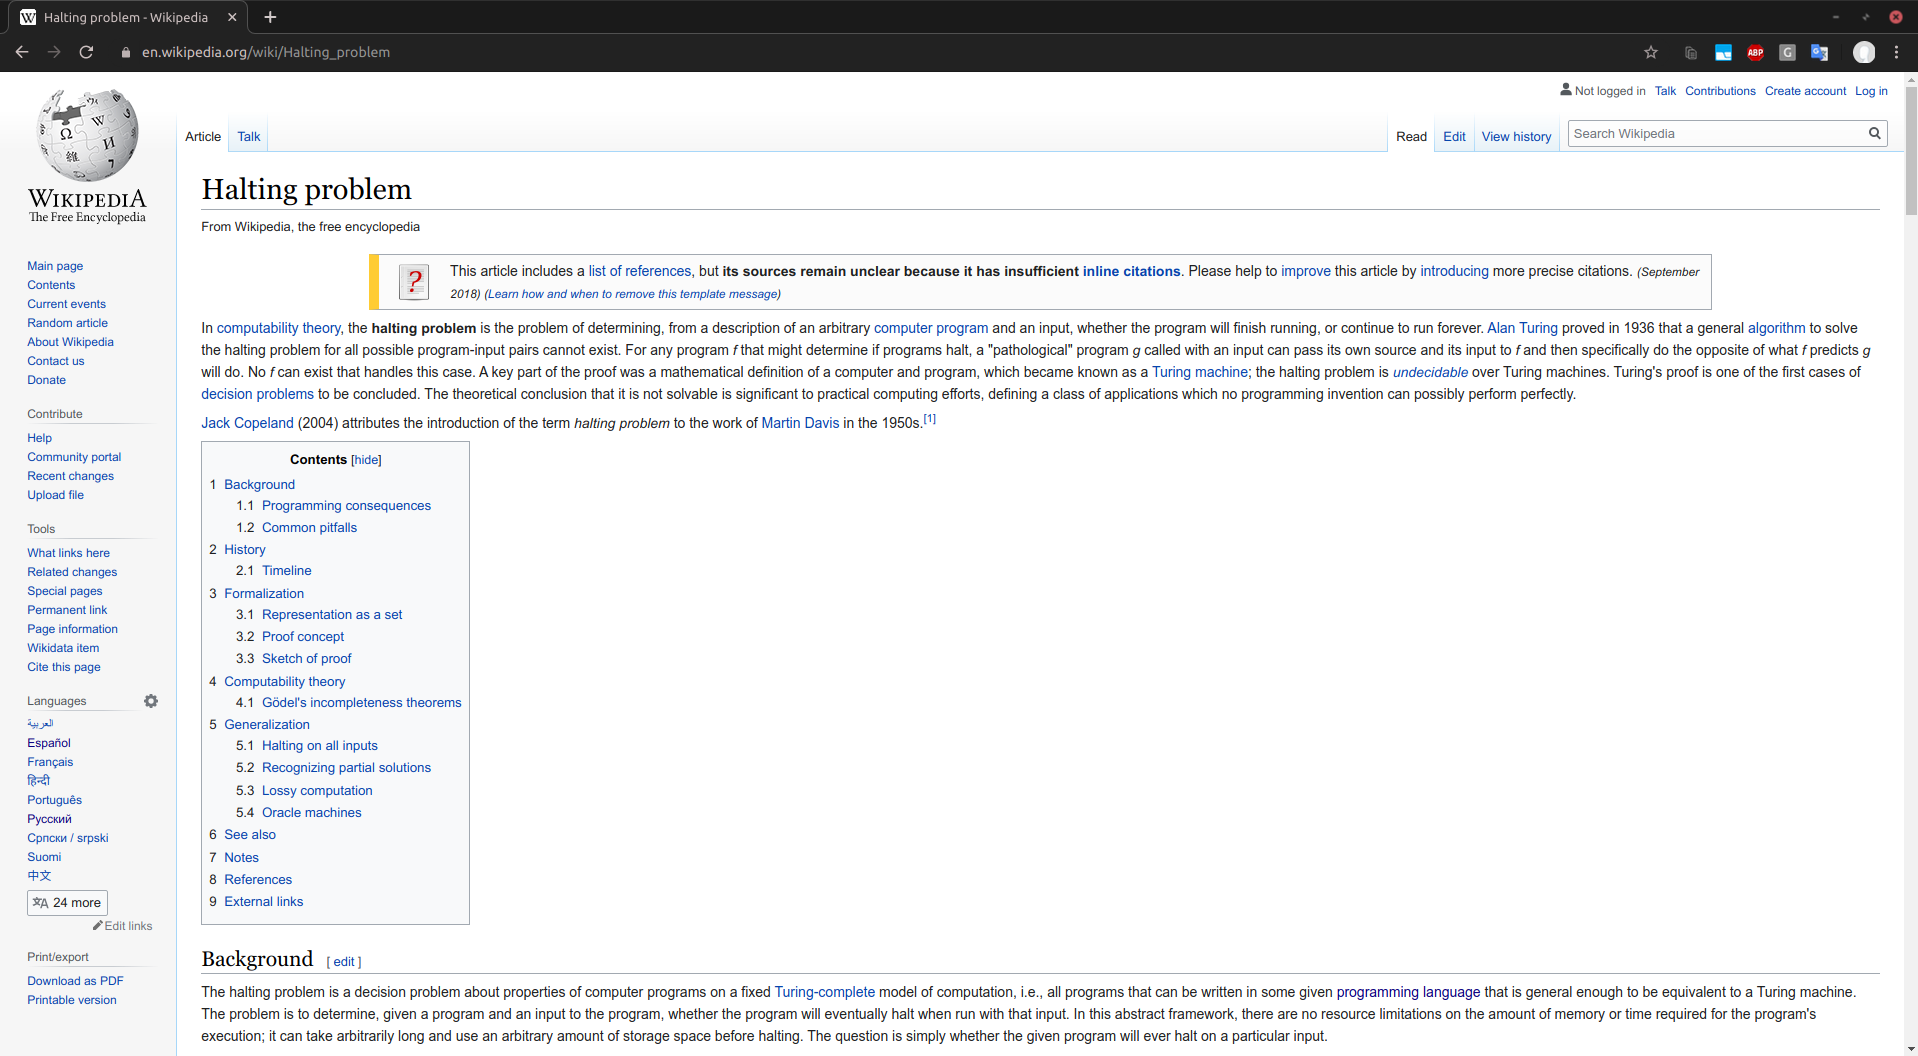 Halting problem - Wikipedia
en.wikipedia.org/wiki/Halting_problem
ABP
Not logged in Talk Contributions Create account Log in
Article Talk
Read Edit View history Search Wikipedia
WIKIPEDIA
The Free Encyclopedia
Main page
Contents
Current events
Random article
About Wikipedia
Contact us
Donate
Contribute
Help
Community portal
Recent changes
Upload file
Tools
What links here
Related changes
Special pages
Permanent link
Page information
Wikidata item
Cite this page
Languages
العربية
Español
Français
हिन्दी
Português
Русский
Српски / srpski
Suomi
中文
24 more
Edit links
Print/export
Download as PDF
Printable version
Halting problem
From Wikipedia, the free encyclopedia
This article includes a list of references, but its sources remain unclear because it has insufficient inline citations. Please help to improve this article by introducing more precise citations. (September
2018) (Learn how and when to remove this template message)
In computability theory, the halting problem is the problem of determining, from a description of an arbitrary computer program and an input, whether the program will finish running, or continue to run forever. Alan Turing proved in 1936 that a general algorithm to solve
the halting problem for all possible program-input pairs cannot exist. For any program f that might determine if programs halt, a "pathological" program g called with an input can pass its own source and its input to f and then specifically do the opposite of what f predicts g
will do. No f can exist that handles this case. A key part of the proof was a mathematical definition of a computer and program, which became known as a Turing machine; the halting problem is undecidable over Turing machines. Turing's proof is one of the first cases of
decision problems to be concluded. The theoretical conclusion that it is not solvable is significant to practical computing efforts, defining a class of applications which no programming invention can possibly perform perfectly.
Jack Copeland (2004) attributes the introduction of the term halting problem to the work of Martin Davis in the 1950s.[1]
Contents [hide]
1 Background
1.1 Programming consequences
1.2 Common pitfalls
2 History
2.1 Timeline
3 Formalization
3.1 Representation as a set
3.2 Proof concept
3.3 Sketch of proof
4 Computability theory
4.1 Gödel's incompleteness theorems
5 Generalization
5.1 Halting on all inputs
5.2 Recognizing partial solutions
5.3 Lossy computation
5.4 Oracle machines
6 See also
7 Notes
8 References
9 External links
Background [ edit ]
The halting problem is a decision problem about properties of computer programs on a fixed Turing-complete model of computation, i.e., all programs that can be written in some given programming language that is general enough to be equivalent to a Turing machine.
The problem is to determine, given a program and an input to the program, whether the program will eventually halt when run with that input. In this abstract framework, there are no resource limitations on the amount of memory or time required for the program's
execution; it can take arbitrarily long and use an arbitrary amount of storage space before halting. The question is simply whether the given program will ever halt on a particular input.